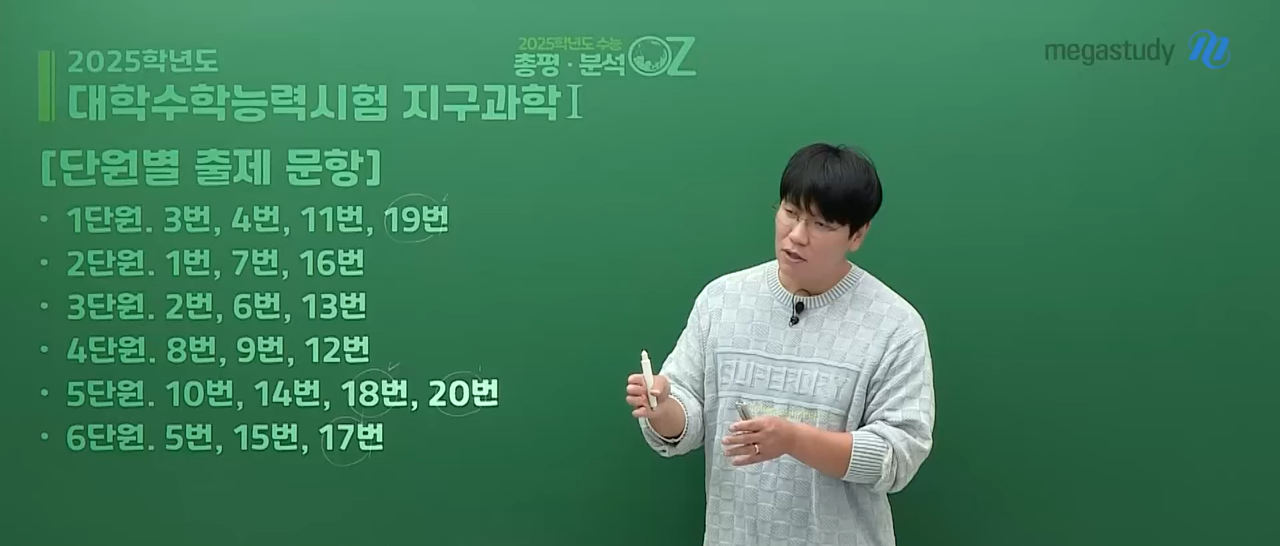 2025학년도
대학수학능력시험 지구과학Ⅰ
2025학년도 수능
총평·분석 OZ
megastudy
[단원별 출제 문항]
• 1단원. 3번, 4번, 11번, 19번
• 2단원. 1번, 7번, 16번
• 3단원. 2번, 6번, 13번
• 4단원. 8번, 9번, 12번
• 5단원. 10번, 14번, 18번, 20번
• 6단원. 5번, 15번, 17번
SUPERDRY